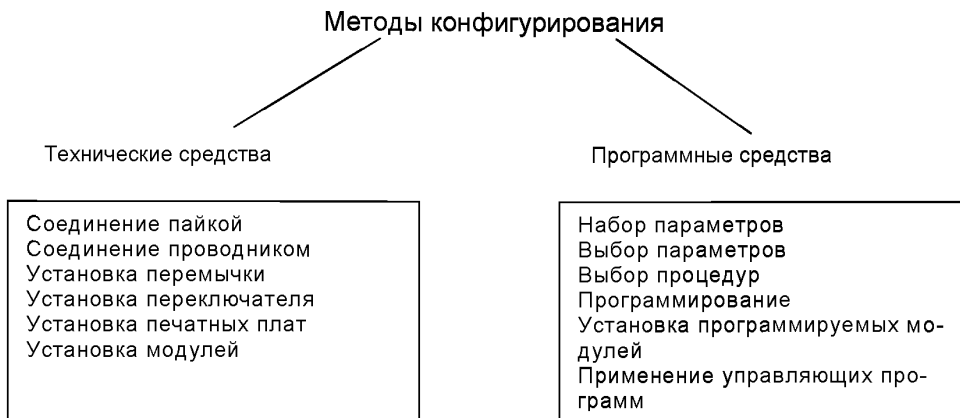 Методы конфигурирования
Технические средства
Программные средства
Соединение пайкой
Соединение проводником
Установка перемычки
Установка переключателя
Установка печатных плат
Установка модулей
Набор параметров
Выбор параметров
Выбор процедур
Программирование
Установка программируемых мо-
дулей
Применение управляющих про-
грамм